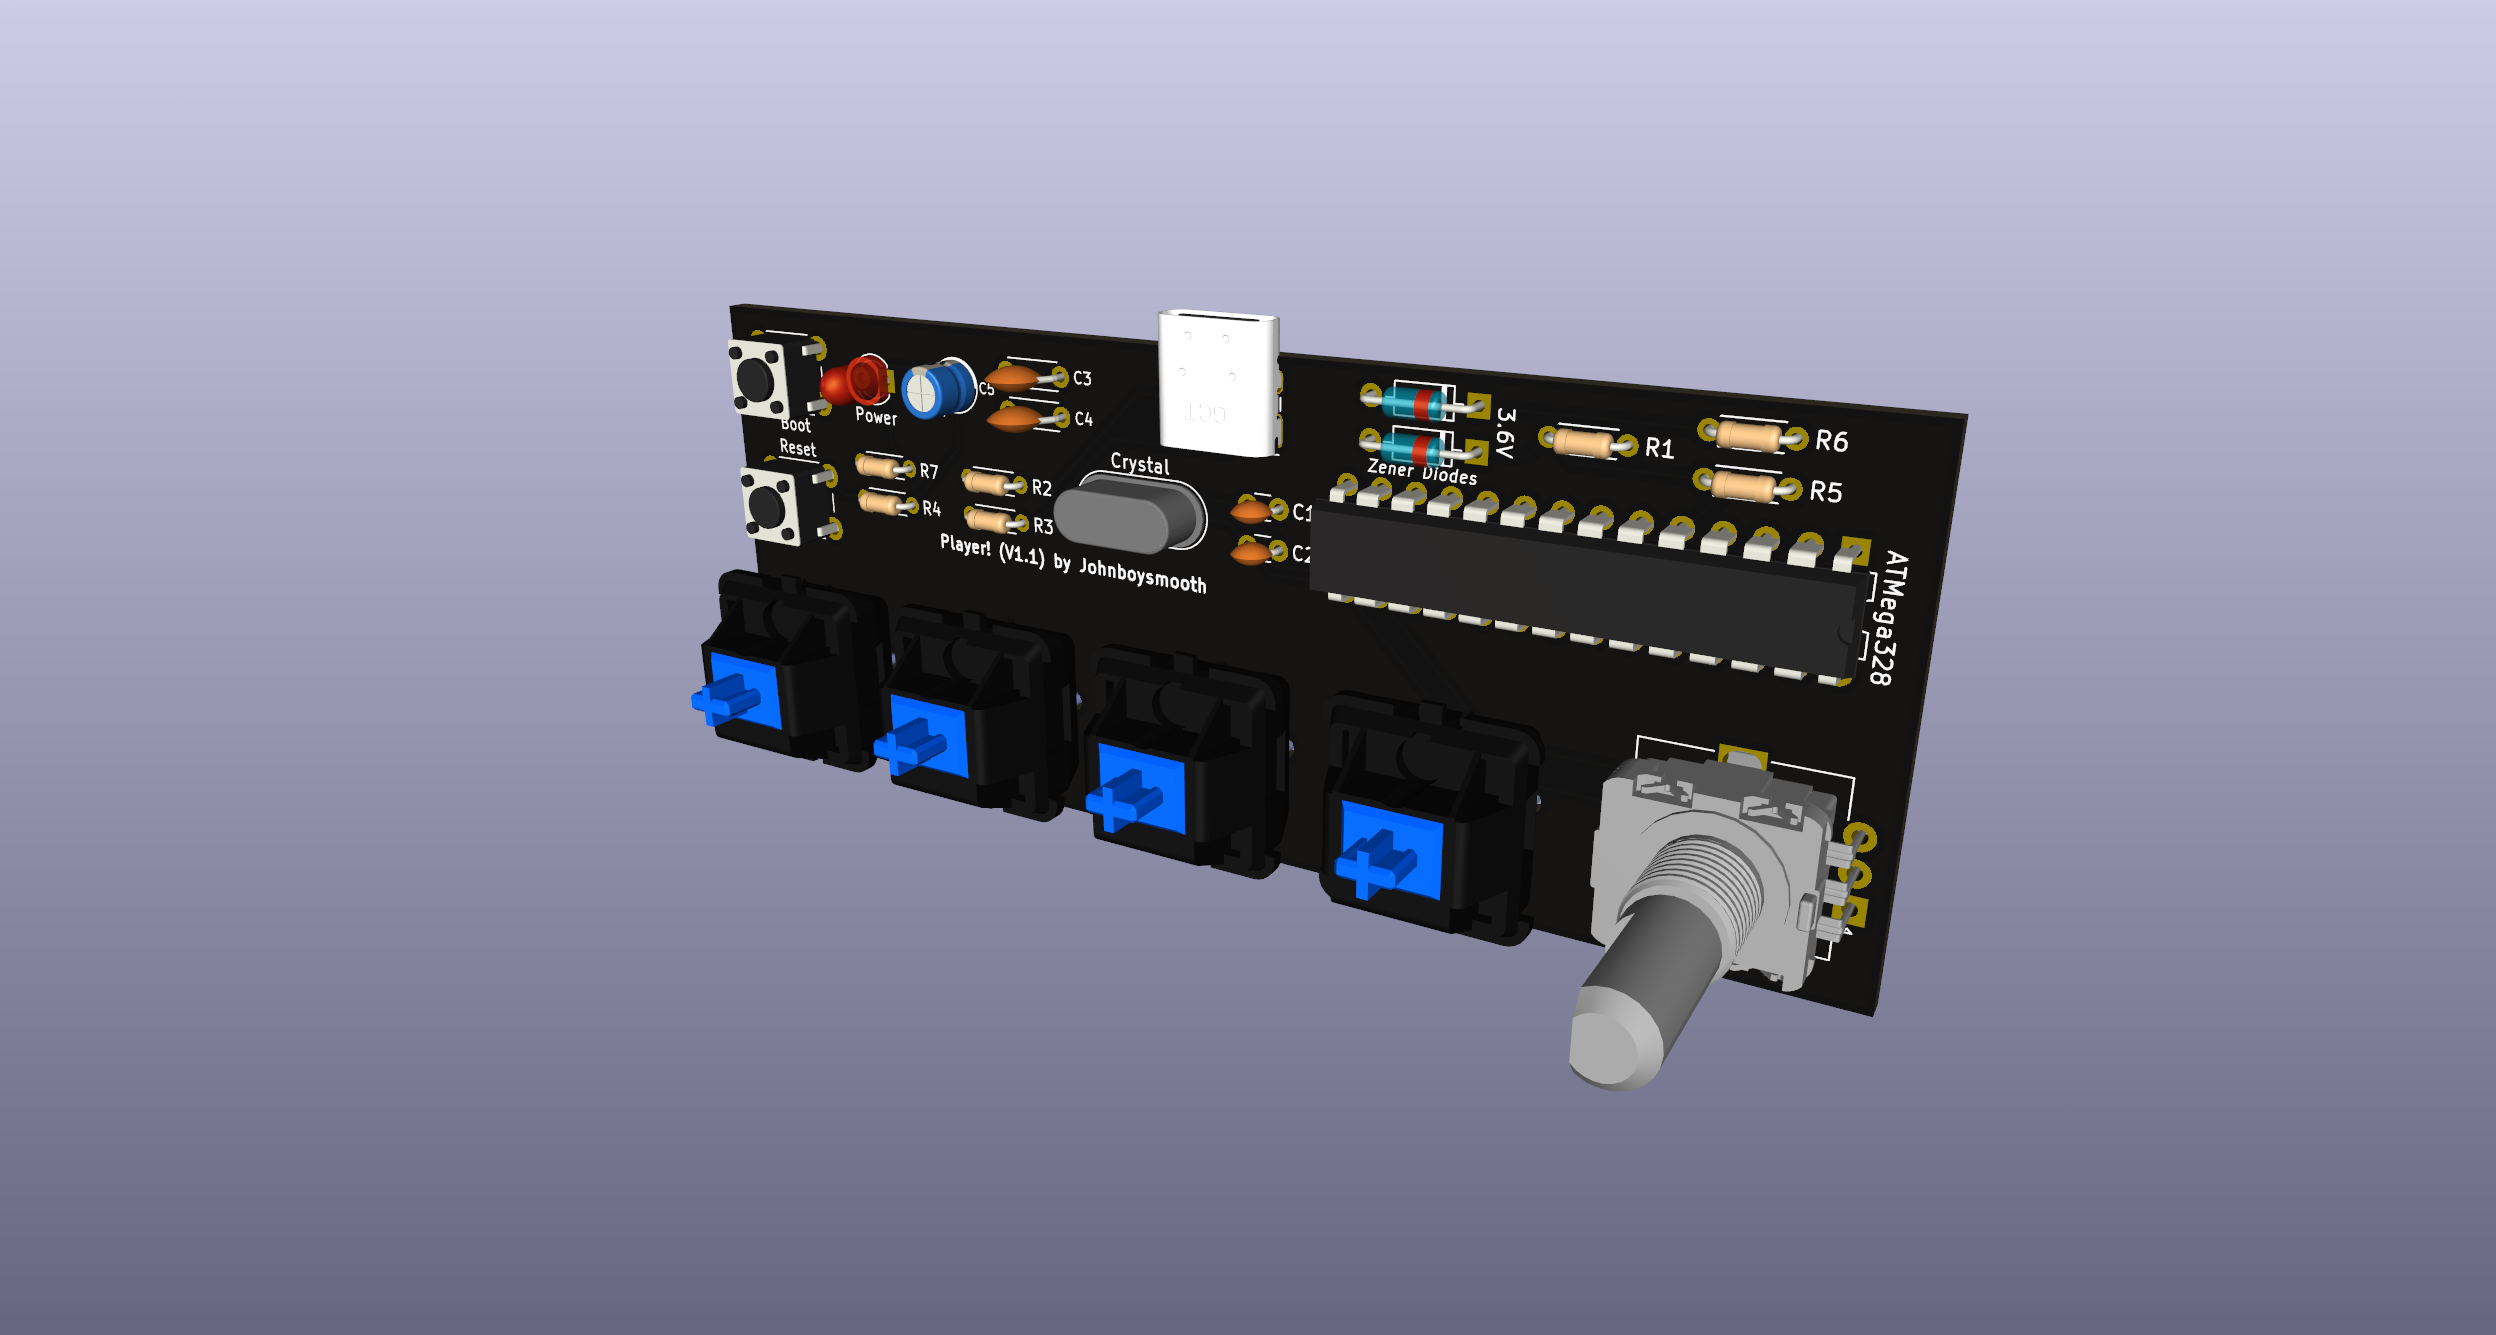 Boot
Power
C5
C3
C4
GCT
3.6V
Zener Diodes
R1
R6
R5
Reset
R7
R4
R2
R3
Crystal
C1
C2
Player! (V1.1) by Johnboysmooth
ATMega328
A